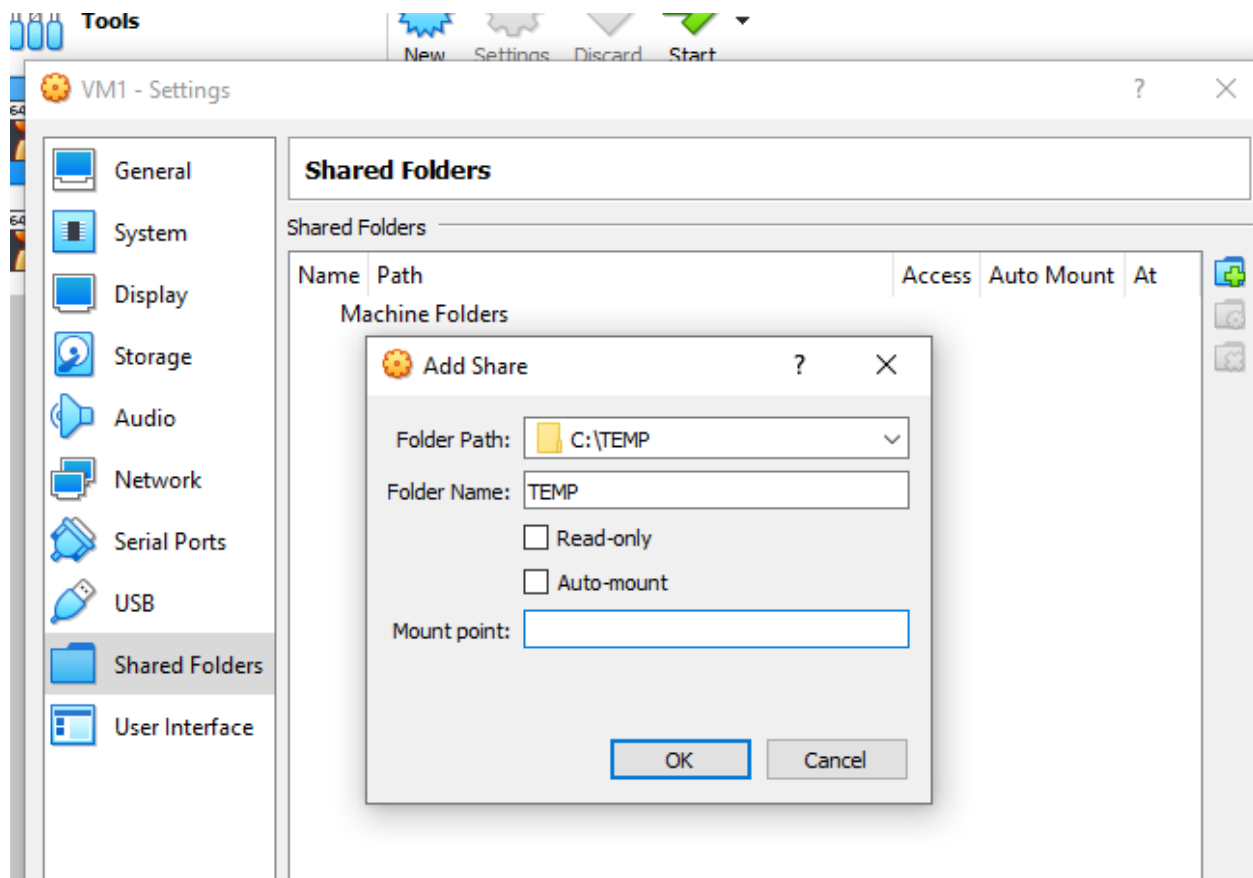 Tools
New Settings Discard Start
VM1 - Settings
?
General
System
Display
Storage
Audio
Network
Serial Ports
USB
Shared Folders
User Interface
Shared Folders
Shared Folders
Name Path Access Auto Mount At
Machine Folders
Add Share
?
Folder Path: C:\TEMP
Folder Name: TEMP
Read-only
Auto-mount
Mount point:
OK Cancel
64
64